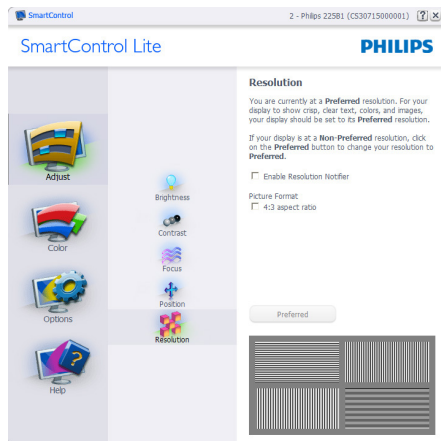 SmartControl
2 - Philips 225B1 (CS30715000001)
SmartControl Lite
PHILIPS
Adjust
Color
Options
Help
Brightness
Contrast
Focus
Position
Resolution
Resolution
You are currently at a Preferred resolution. For your
display to show crisp, clear text, colors, and images,
your display should be set to its Preferred resolution.
If your display is at a Non-Preferred resolution, click
on the Preferred button to change your resolution to
Preferred.
Enable Resolution Notifier
Picture Format
4:3 aspect ratio
Preferred